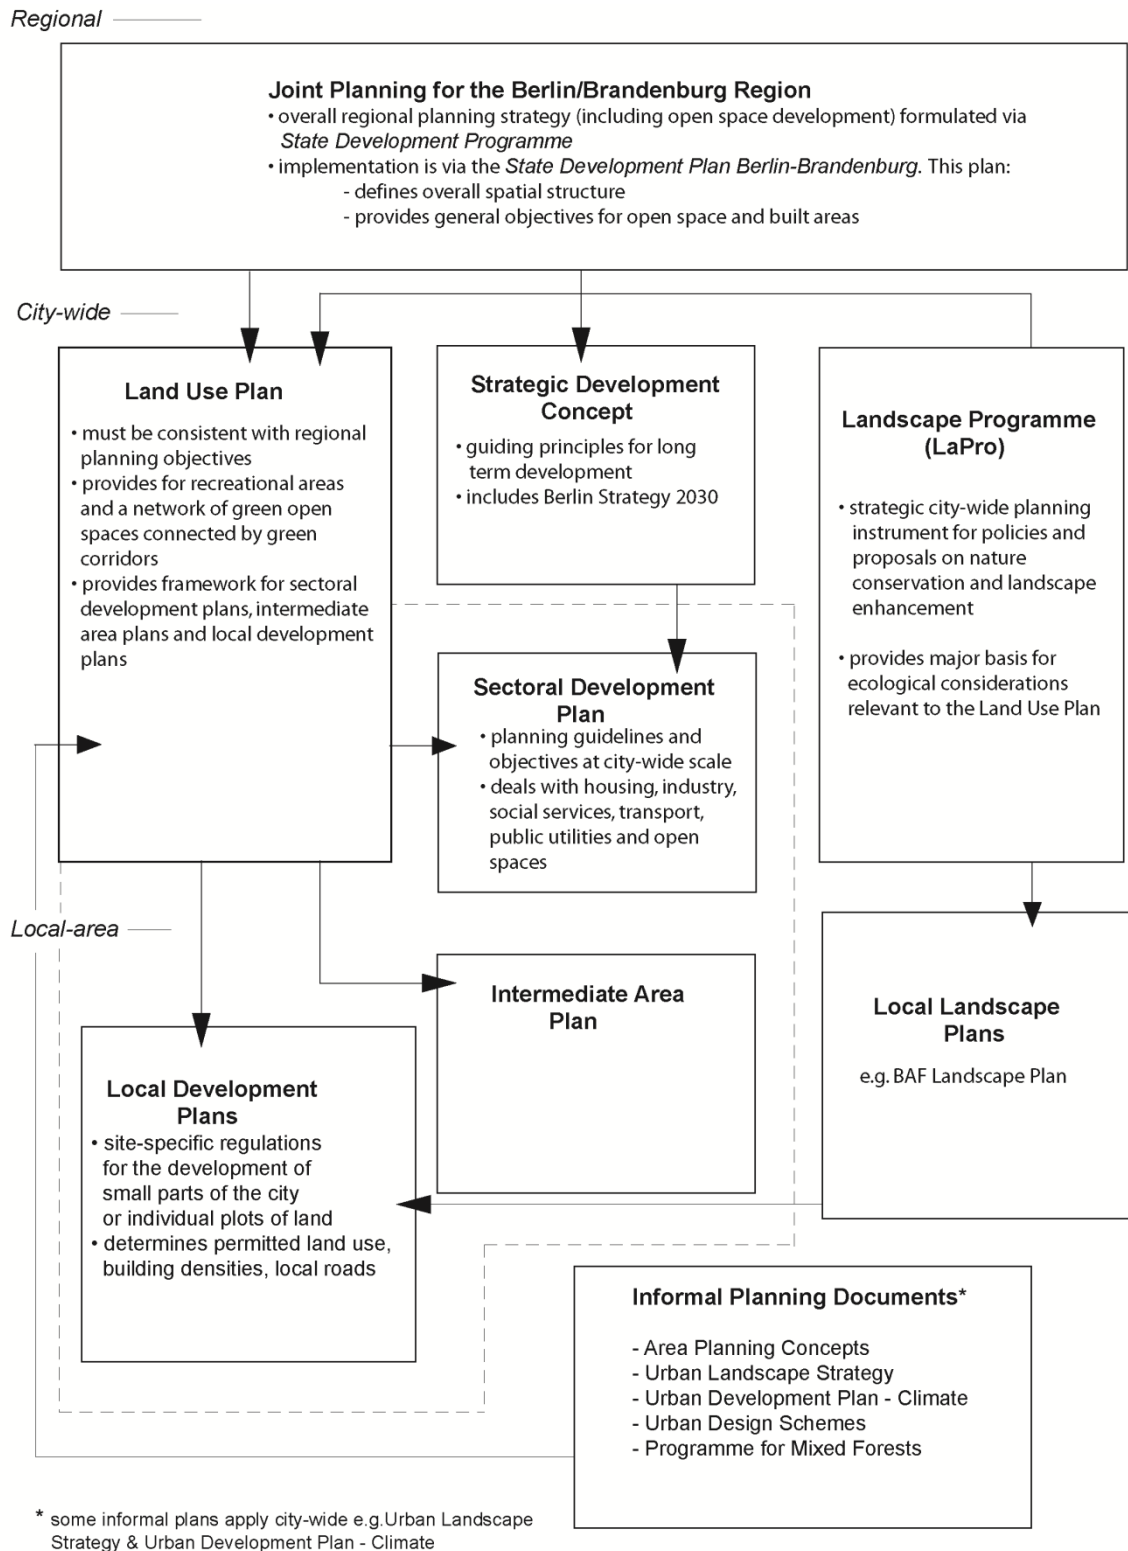 Regional
Joint Planning for the Berlin/Brandenburg Region
• overall regional planning strategy (including open space development) formulated via
State Development Programme
• implementation is via the State Development Plan Berlin-Brandenburg. This plan:
- defines overall spatial structure
- provides general objectives for open space and built areas
City-wide
Land Use Plan
• must be consistent with regional
planning objectives
• provides for recreational areas
and a network of green open
spaces connected by green
corridors
• provides framework for sectoral
development plans, intermediate
area plans and local development
plans
Strategic Development
Concept
• guiding principles for long
term development
• includes Berlin Strategy 2030
Landscape Programme
(LaPro)
• strategic city-wide planning
instrument for policies and
proposals on nature
conservation and landscape
enhancement
• provides major basis for
ecological considerations
relevant to the Land Use Plan
Sectoral Development
Plan
• planning guidelines and
objectives at city-wide scale
• deals with housing, industry,
social services, transport,
public utilities and open
spaces
Local-area
Intermediate Area
Plan
Local Landscape
Plans
e.g. BAF Landscape Plan
Local Development
Plans
• site-specific regulations
for the development of
small parts of the city
or individual plots of land
• determines permitted land use,
building densities, local roads
Informal Planning Documents*
- Area Planning Concepts
- Urban Landscape Strategy
- Urban Development Plan - Climate
- Urban Design Schemes
- Programme for Mixed Forests
* some informal plans apply city-wide e.g.Urban Landscape
Strategy & Urban Development Plan - Climate